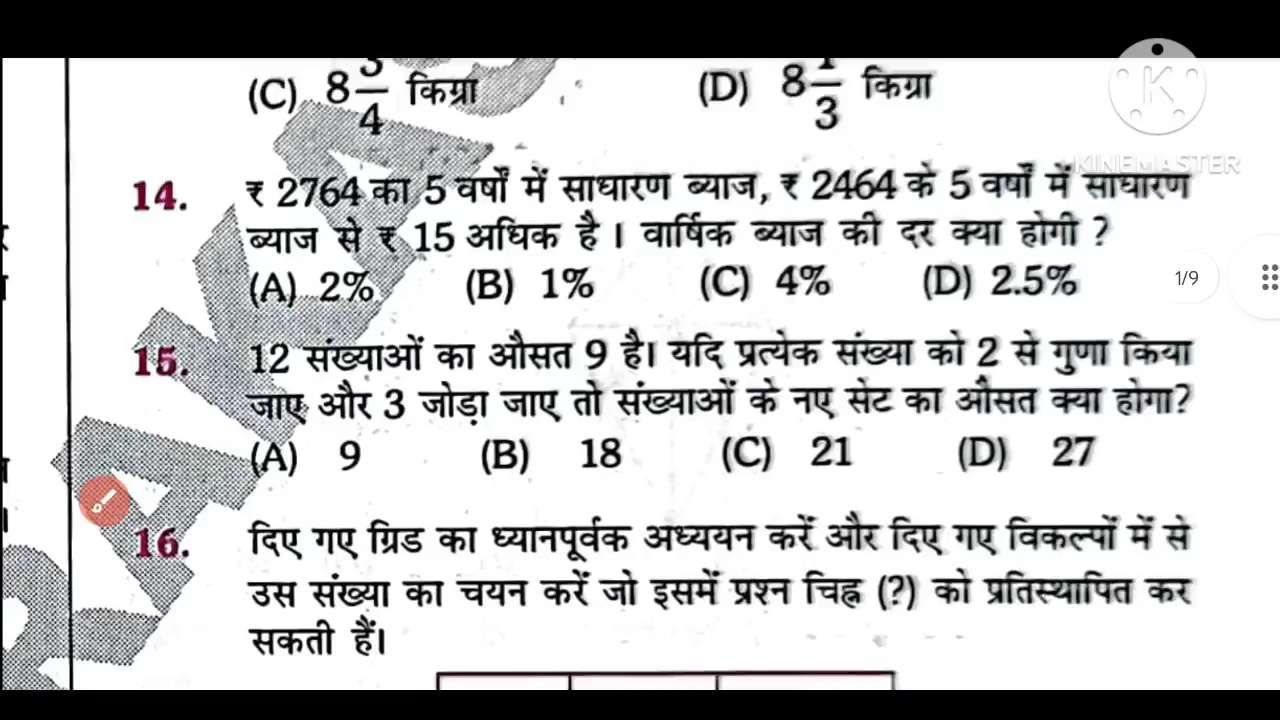 (C) 8 3/4 किग्रा (D) 8 1/3 किग्रा
KINEMASTER
14. ₹ 2764 का 5 वर्षों में साधारण ब्याज, ₹ 2464 के 5 वर्षों में साधारण
ब्याज से ₹ 15 अधिक है । वार्षिक ब्याज की दर क्या होगी ?
(A) 2% (B) 1% (C) 4% (D) 2.5%
1/9
15. 12 संख्याओं का औसत 9 है। यदि प्रत्येक संख्या को 2 से गुणा किया
जाए और 3 जोड़ा जाए तो संख्याओं के नए सेट का औसत क्या होगा?
(A) 9 (B) 18 (C) 21 (D) 27
16. दिए गए ग्रिड का ध्यानपूर्वक अध्ययन करें और दिए गए विकल्पों में से
उस संख्या का चयन करें जो इसमें प्रश्न चिह्न (?) को प्रतिस्थापित कर
सकती हैं।